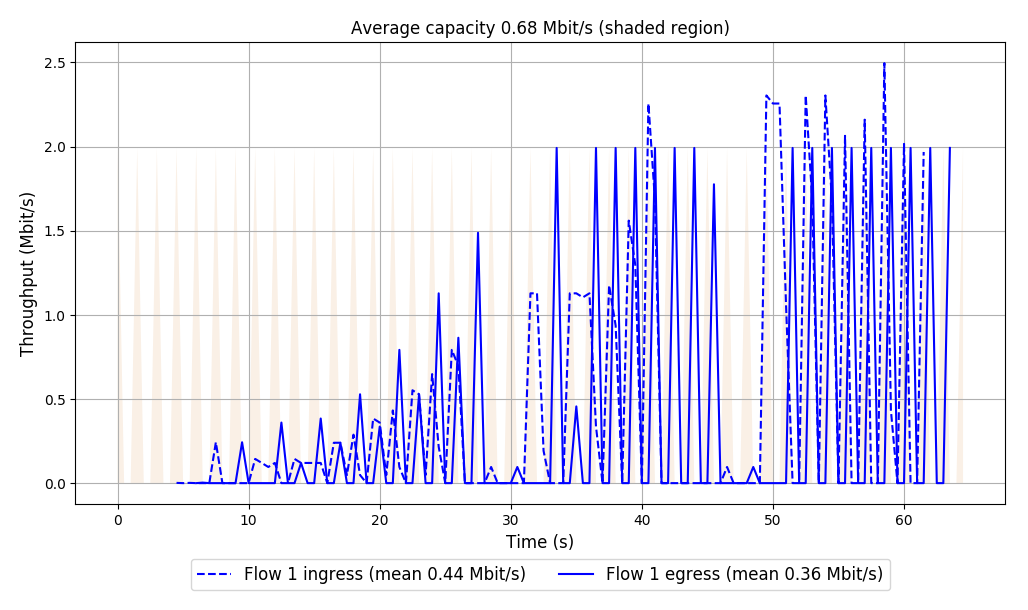 Average capacity 0.68 Mbit/s (shaded region)
2.5
2.0
1.5
1.0
0.5
0.0
Throughput (Mbit/s)
0 10 20 30 40 50 60
Time (s)
Flow 1 ingress (mean 0.44 Mbit/s) Flow 1 egress (mean 0.36 Mbit/s)